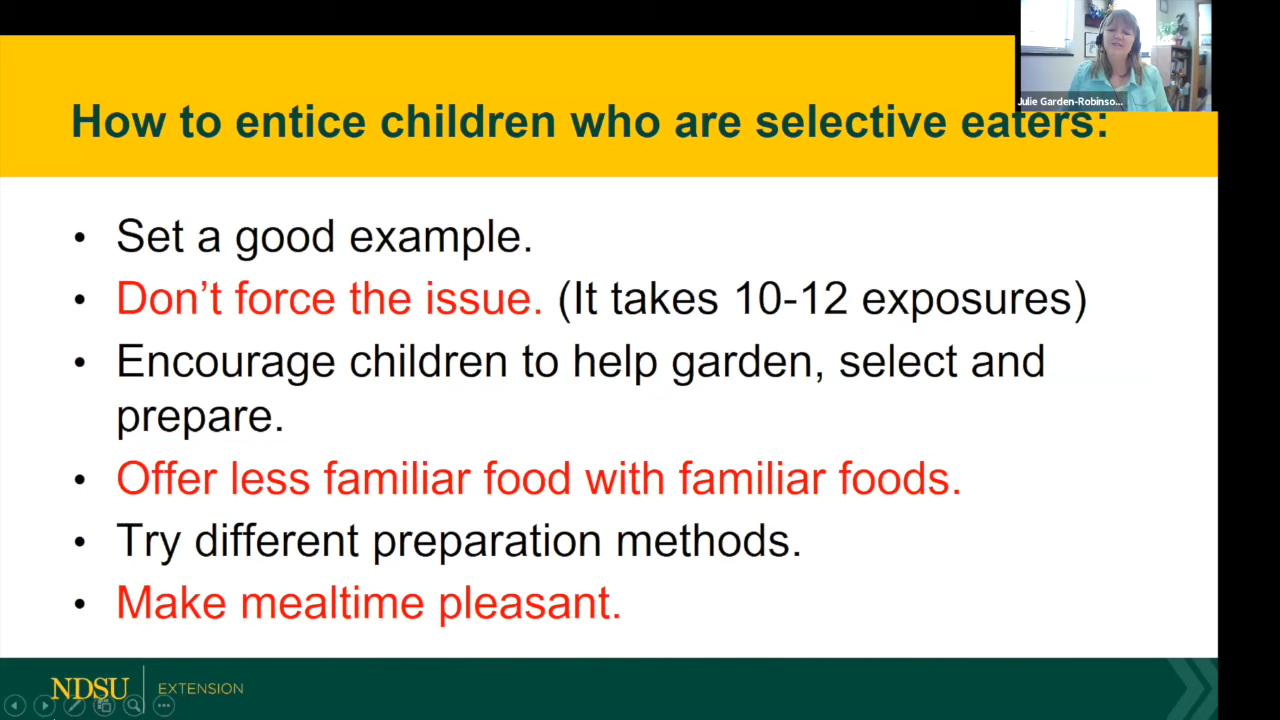 Julie Garden-Robinso...
How to entice children who are selective eaters:
• Set a good example.
• Don’t force the issue. (It takes 10-12 exposures)
• Encourage children to help garden, select and
prepare.
• Offer less familiar food with familiar foods.
• Try different preparation methods.
• Make mealtime pleasant.
NDSU EXTENSION